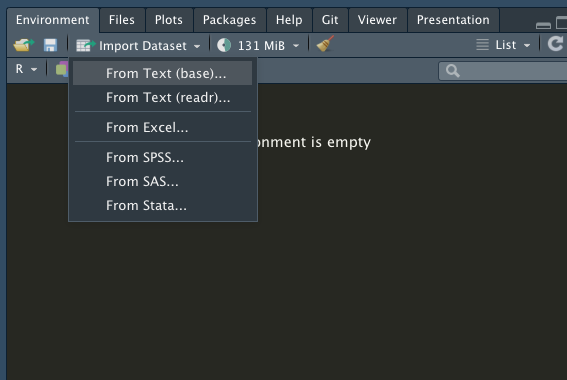 Environment Files Plots Packages Help Git Viewer Presentation
Import Dataset 131 MiB List
R
From Text (base)...
From Text (readr)...
From Excel...
onment is empty
From SPSS...
From SAS...
From Stata...